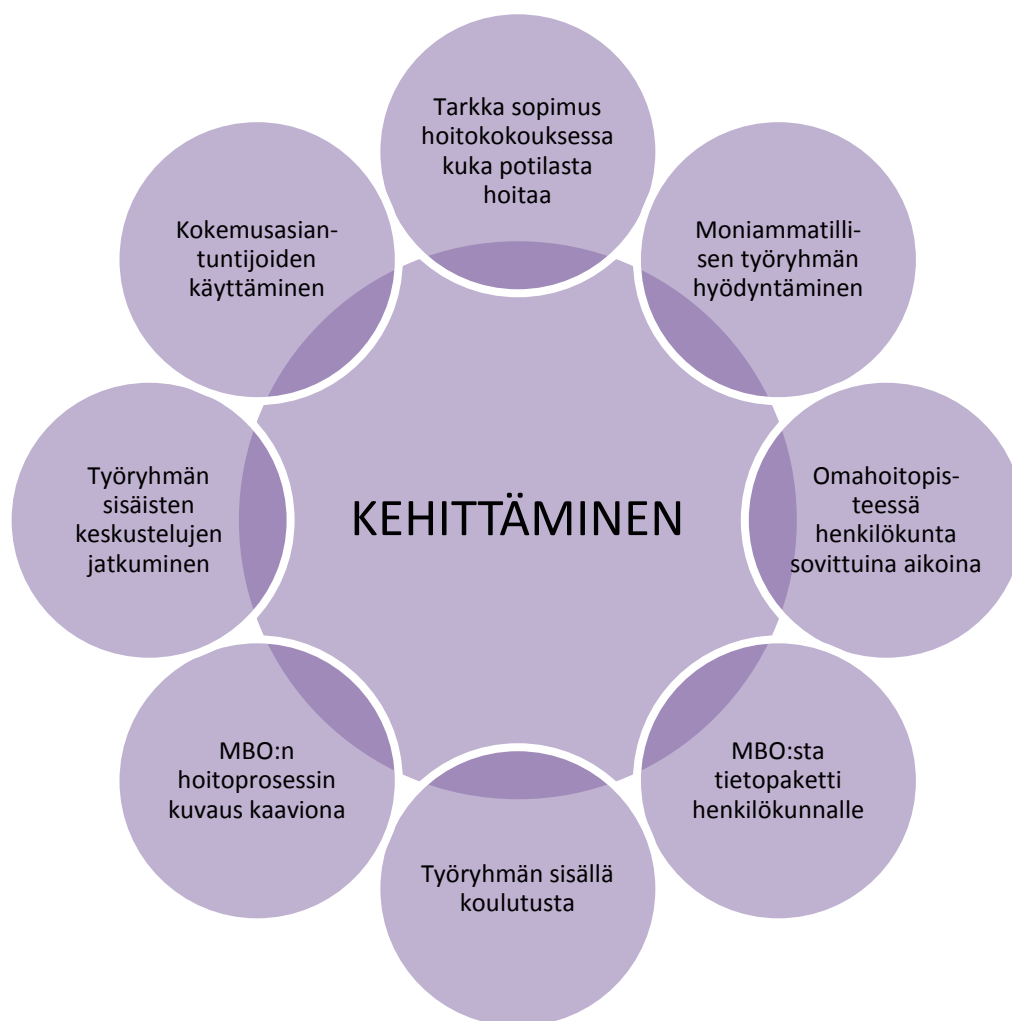 Tarkka sopimus
hoitokokouksessa
kuka potilasta
hoitaa
Moniammatilli-
sen työryhmän
hyödyntäminen
Omahoitopis-
teessä
henkilökunta
sovittuina aikoina
MBO:sta
tietopaketti
henkilökunnalle
Työryhmän sisällä
koulutusta
MBO:n
hoitoprosessin
kuvaus kaaviona
Työryhmän
sisäisten
keskustelujen
jatkuminen
Kokemusasian-
tuntijoiden
käyttäminen
KEHITTÄMINEN